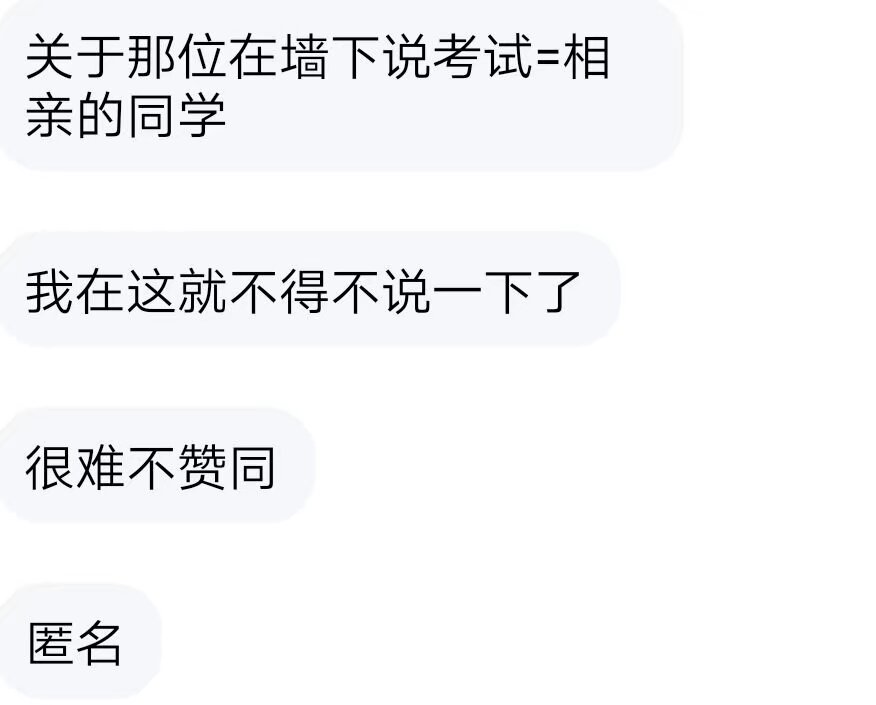 关于那位在墙下说考试=相
亲的同学
我在这就不得不说一下了
很难不赞同
匿名